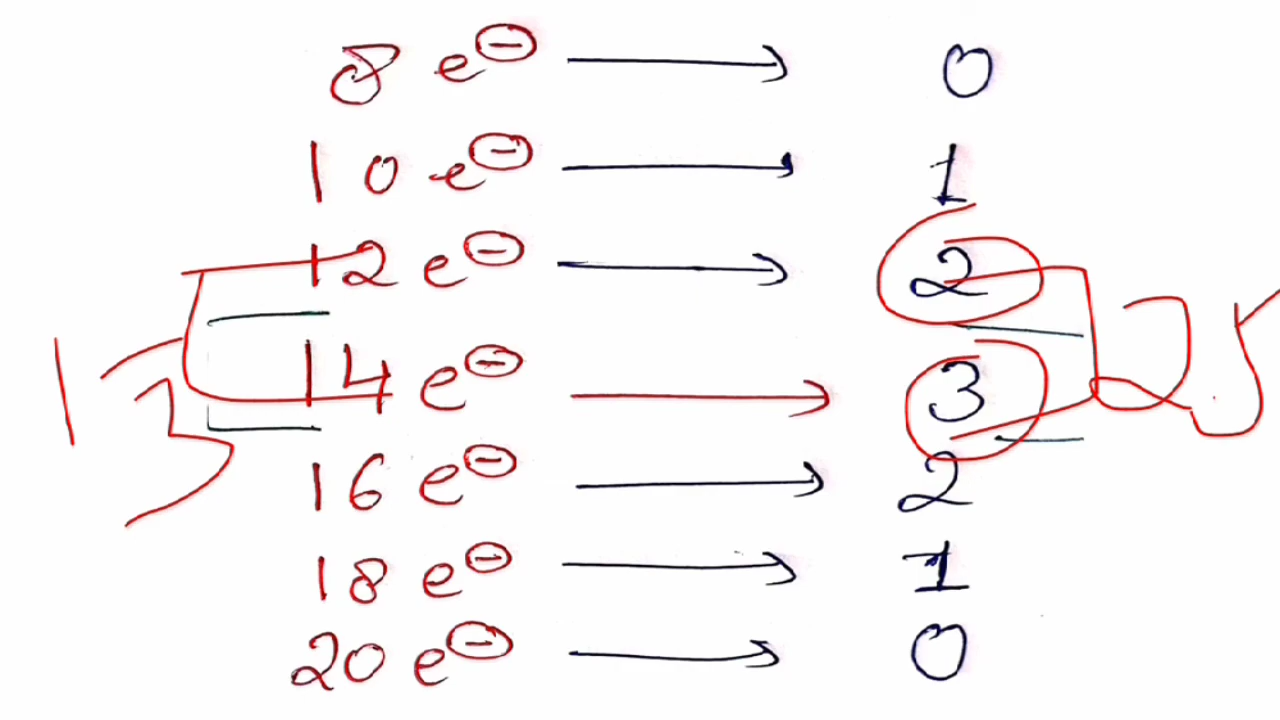 8 e⊖ → 0
10 e⊖ → 1
12 e⊖ → 2
13 2.5
14 e⊖ → 3
16 e⊖ → 2
18 e⊖ → 1
20 e⊖ → 0